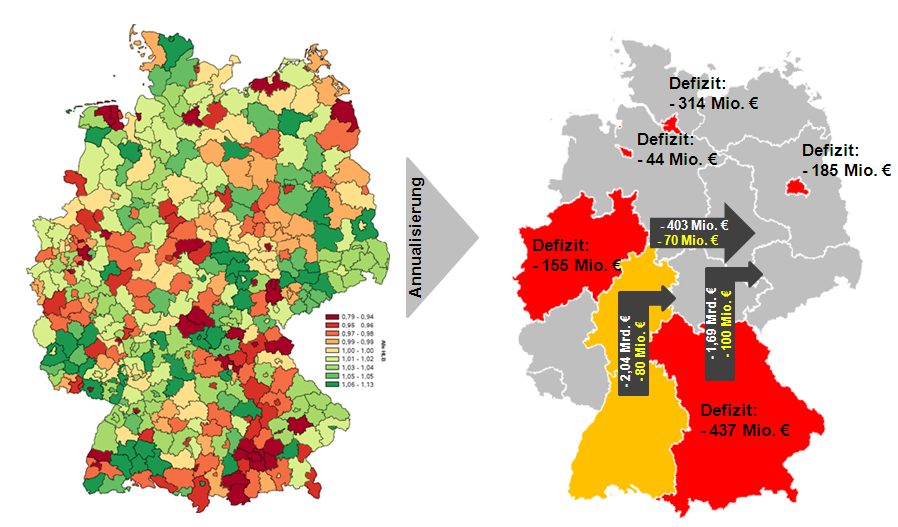 0,79 - 0,94
0,95 - 0,96
0,97 - 0,98
0,99 - 0,99
1,00 - 1,00
1,01 - 1,02
1,03 - 1,04
1,05 - 1,05
1,06 - 1,13
Alte HLB
Annualisierung
Defizit:
- 314 Mio. €
Defizit:
- 44 Mio. €
Defizit:
- 185 Mio. €
- 403 Mio. €
- 70 Mio. €
Defizit:
- 155 Mio. €
- 2,04 Mrd. €
- 80 Mio. €
- 1,69 Mrd. €
- 100 Mio. €
Defizit:
- 437 Mio. €